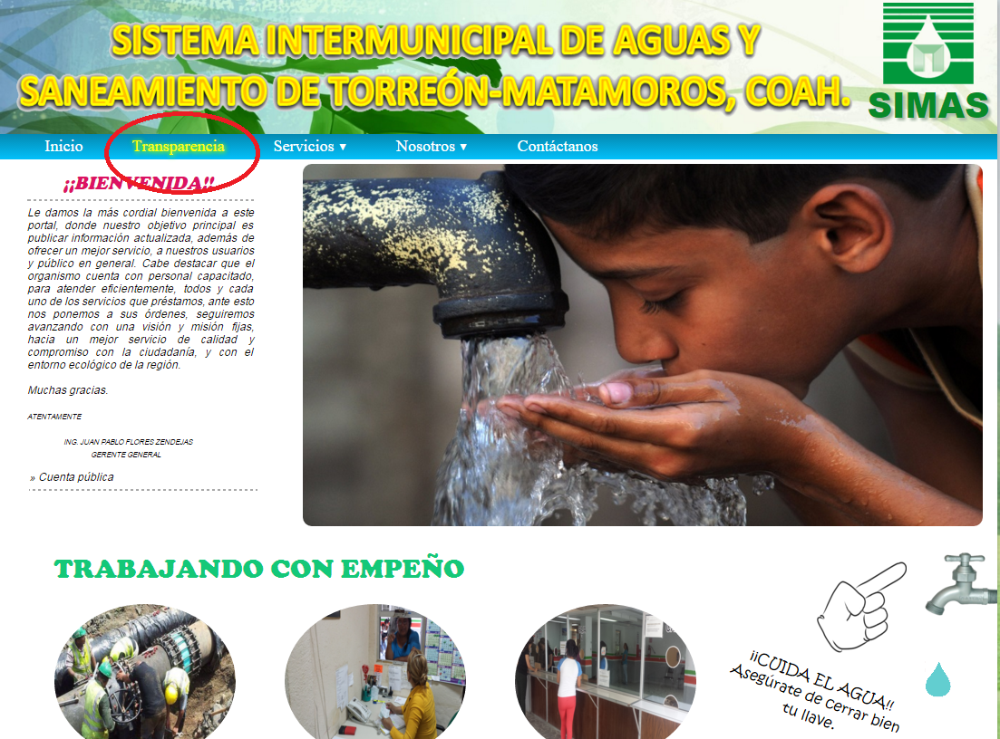 SISTEMA INTERMUNICIPAL DE AGUAS Y
SANEAMIENTO DE TORREÓN-MATAMOROS, COAH.
SIMAS
Inicio Transparencia Servicios ▼ Nosotros ▼ Contáctanos
¡¡BIENVENIDA!!
Le damos la más cordial bienvenida a este
portal, donde nuestro objetivo principal es
publicar información actualizada, además de
ofrecer un mejor servicio, a nuestros usuarios
y público en general. Cabe destacar que el
organismo cuenta con personal capacitado,
para atender eficientemente, todos y cada
uno de los servicios que préstamos, ante esto
nos ponemos a sus órdenes, seguiremos
avanzando con una visión y misión fijas,
hacia un mejor servicio de calidad y
compromiso con la ciudadanía, y con el
entorno ecológico de la región.
Muchas gracias.
ATENTAMENTE
ING. JUAN PABLO FLORES ZENDEJAS
GERENTE GENERAL
» Cuenta pública
TRABAJANDO CON EMPEÑO
¡¡CUIDA EL AGUA!!
Asegúrate de cerrar bien
tu llave.